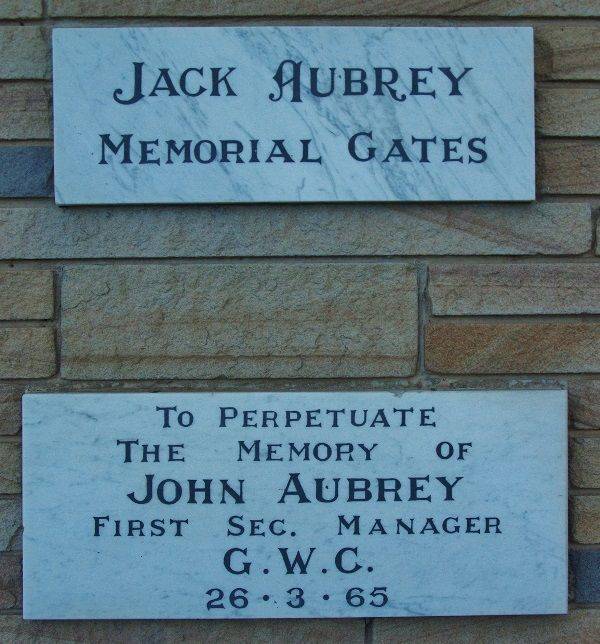 JACK AUBREY
MEMORIAL GATES
TO PERPETUATE
THE MEMORY OF
JOHN AUBREY
FIRST SEC. MANAGER
G.W.C.
26·3·65